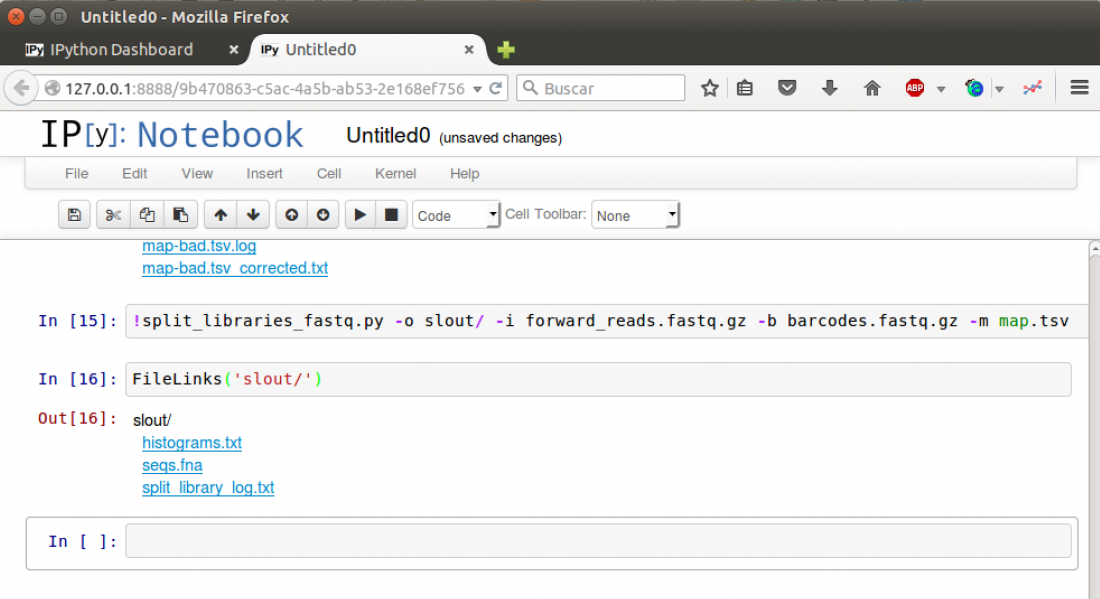 Untitled0 - Mozilla Firefox
IPy IPython Dashboard × IPy Untitled0 ×
127.0.0.1:8888/9b470863-c5ac-4a5b-ab53-2e168ef756 Buscar ABP
IP[y]: Notebook Untitled0 (unsaved changes)
File Edit View Insert Cell Kernel Help
Code Cell Toolbar: None
map-bad.tsv.log
map-bad.tsv_corrected.txt
In [15]: !split_libraries_fastq.py -o slout/ -i forward_reads.fastq.gz -b barcodes.fastq.gz -m map.tsv
In [16]: FileLinks('slout/')
Out[16]: slout/
histograms.txt
seqs.fna
split_library_log.txt
In [ ]: